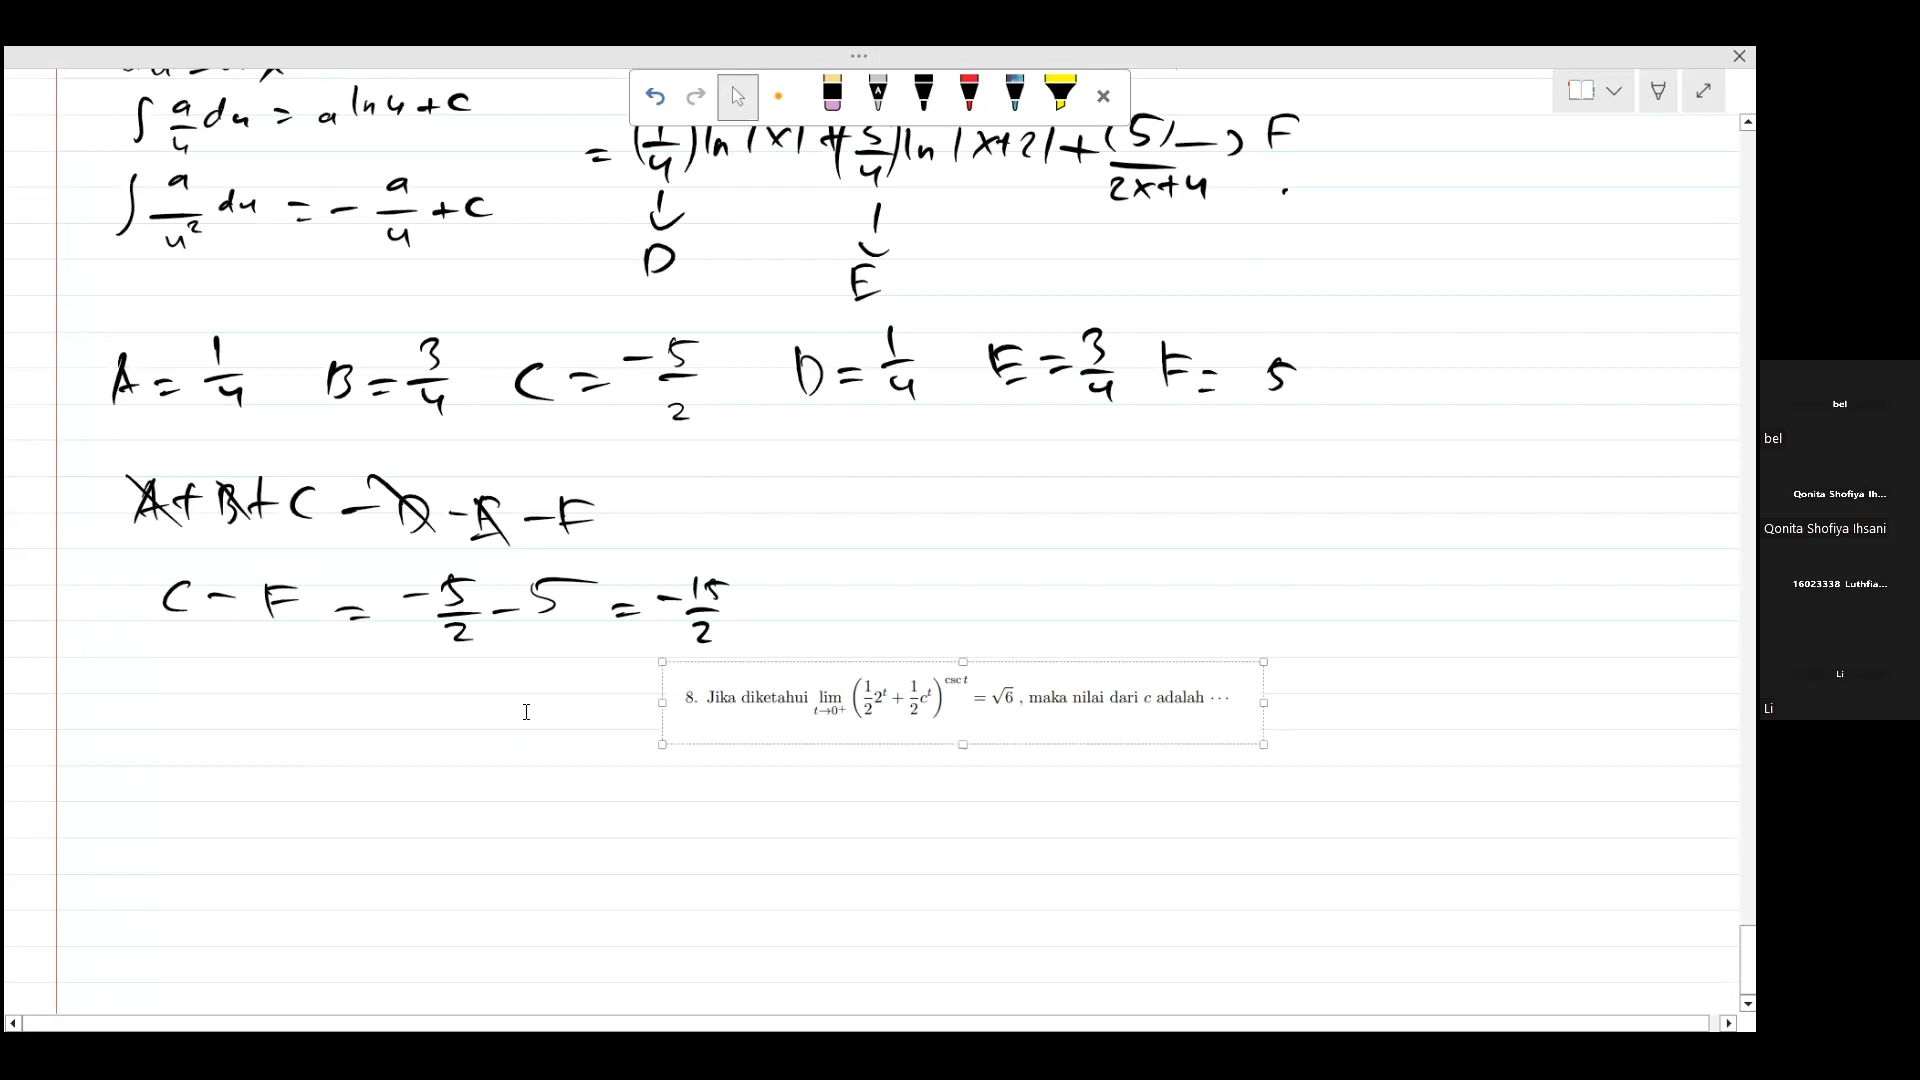 ∫ a/u du = a ln u + c
= (1/4) ln |x| + (3/4) ln |x+2| + (5)/(2x+4) F
∫ a/u² du = - a/u + c
D
E
A = 1/4 B = 3/4 C = -5/2 D = 1/4 E = 3/4 F = 5
A + B + C - D - E - F
C - F = -5/2 - 5 = -15/2
8. Jika diketahui lim t→0⁺ (1/2 2^t + 1/2 c^t)^csc t = √6 , maka nilai dari c adalah ···
bel
bel
Qonita Shofiya Ih...
Qonita Shofiya Ihsani
16023338 Luthfia...
Li
Li